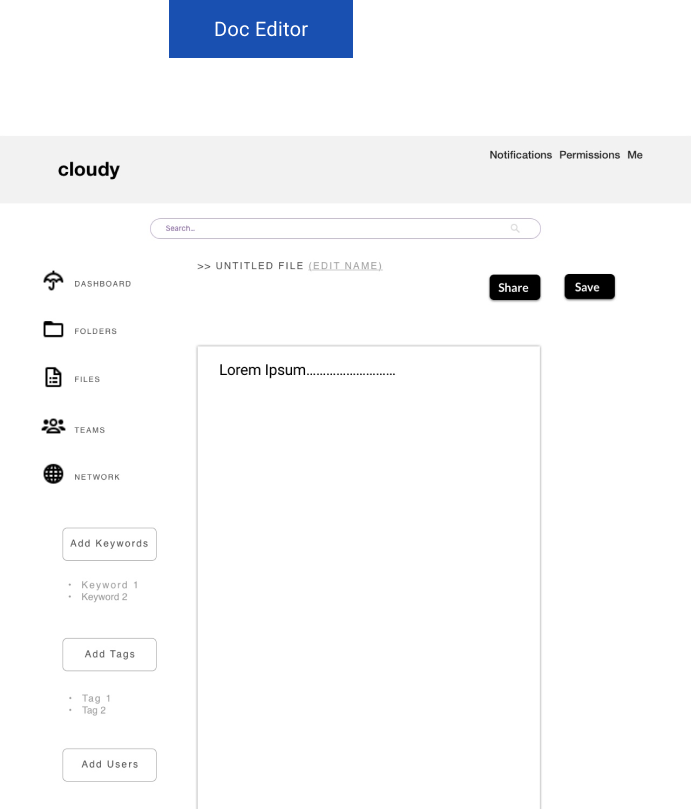 Doc Editor
Notifications Permissions Me
cloudy
Search...
>> UNTITLED FILE (EDIT NAME)
Share
Save
DASHBOARD
FOLDERS
FILES
TEAMS
NETWORK
Lorem Ipsum...........................
Add Keywords
• Keyword 1
• Keyword 2
Add Tags
• Tag 1
• Tag 2
Add Users